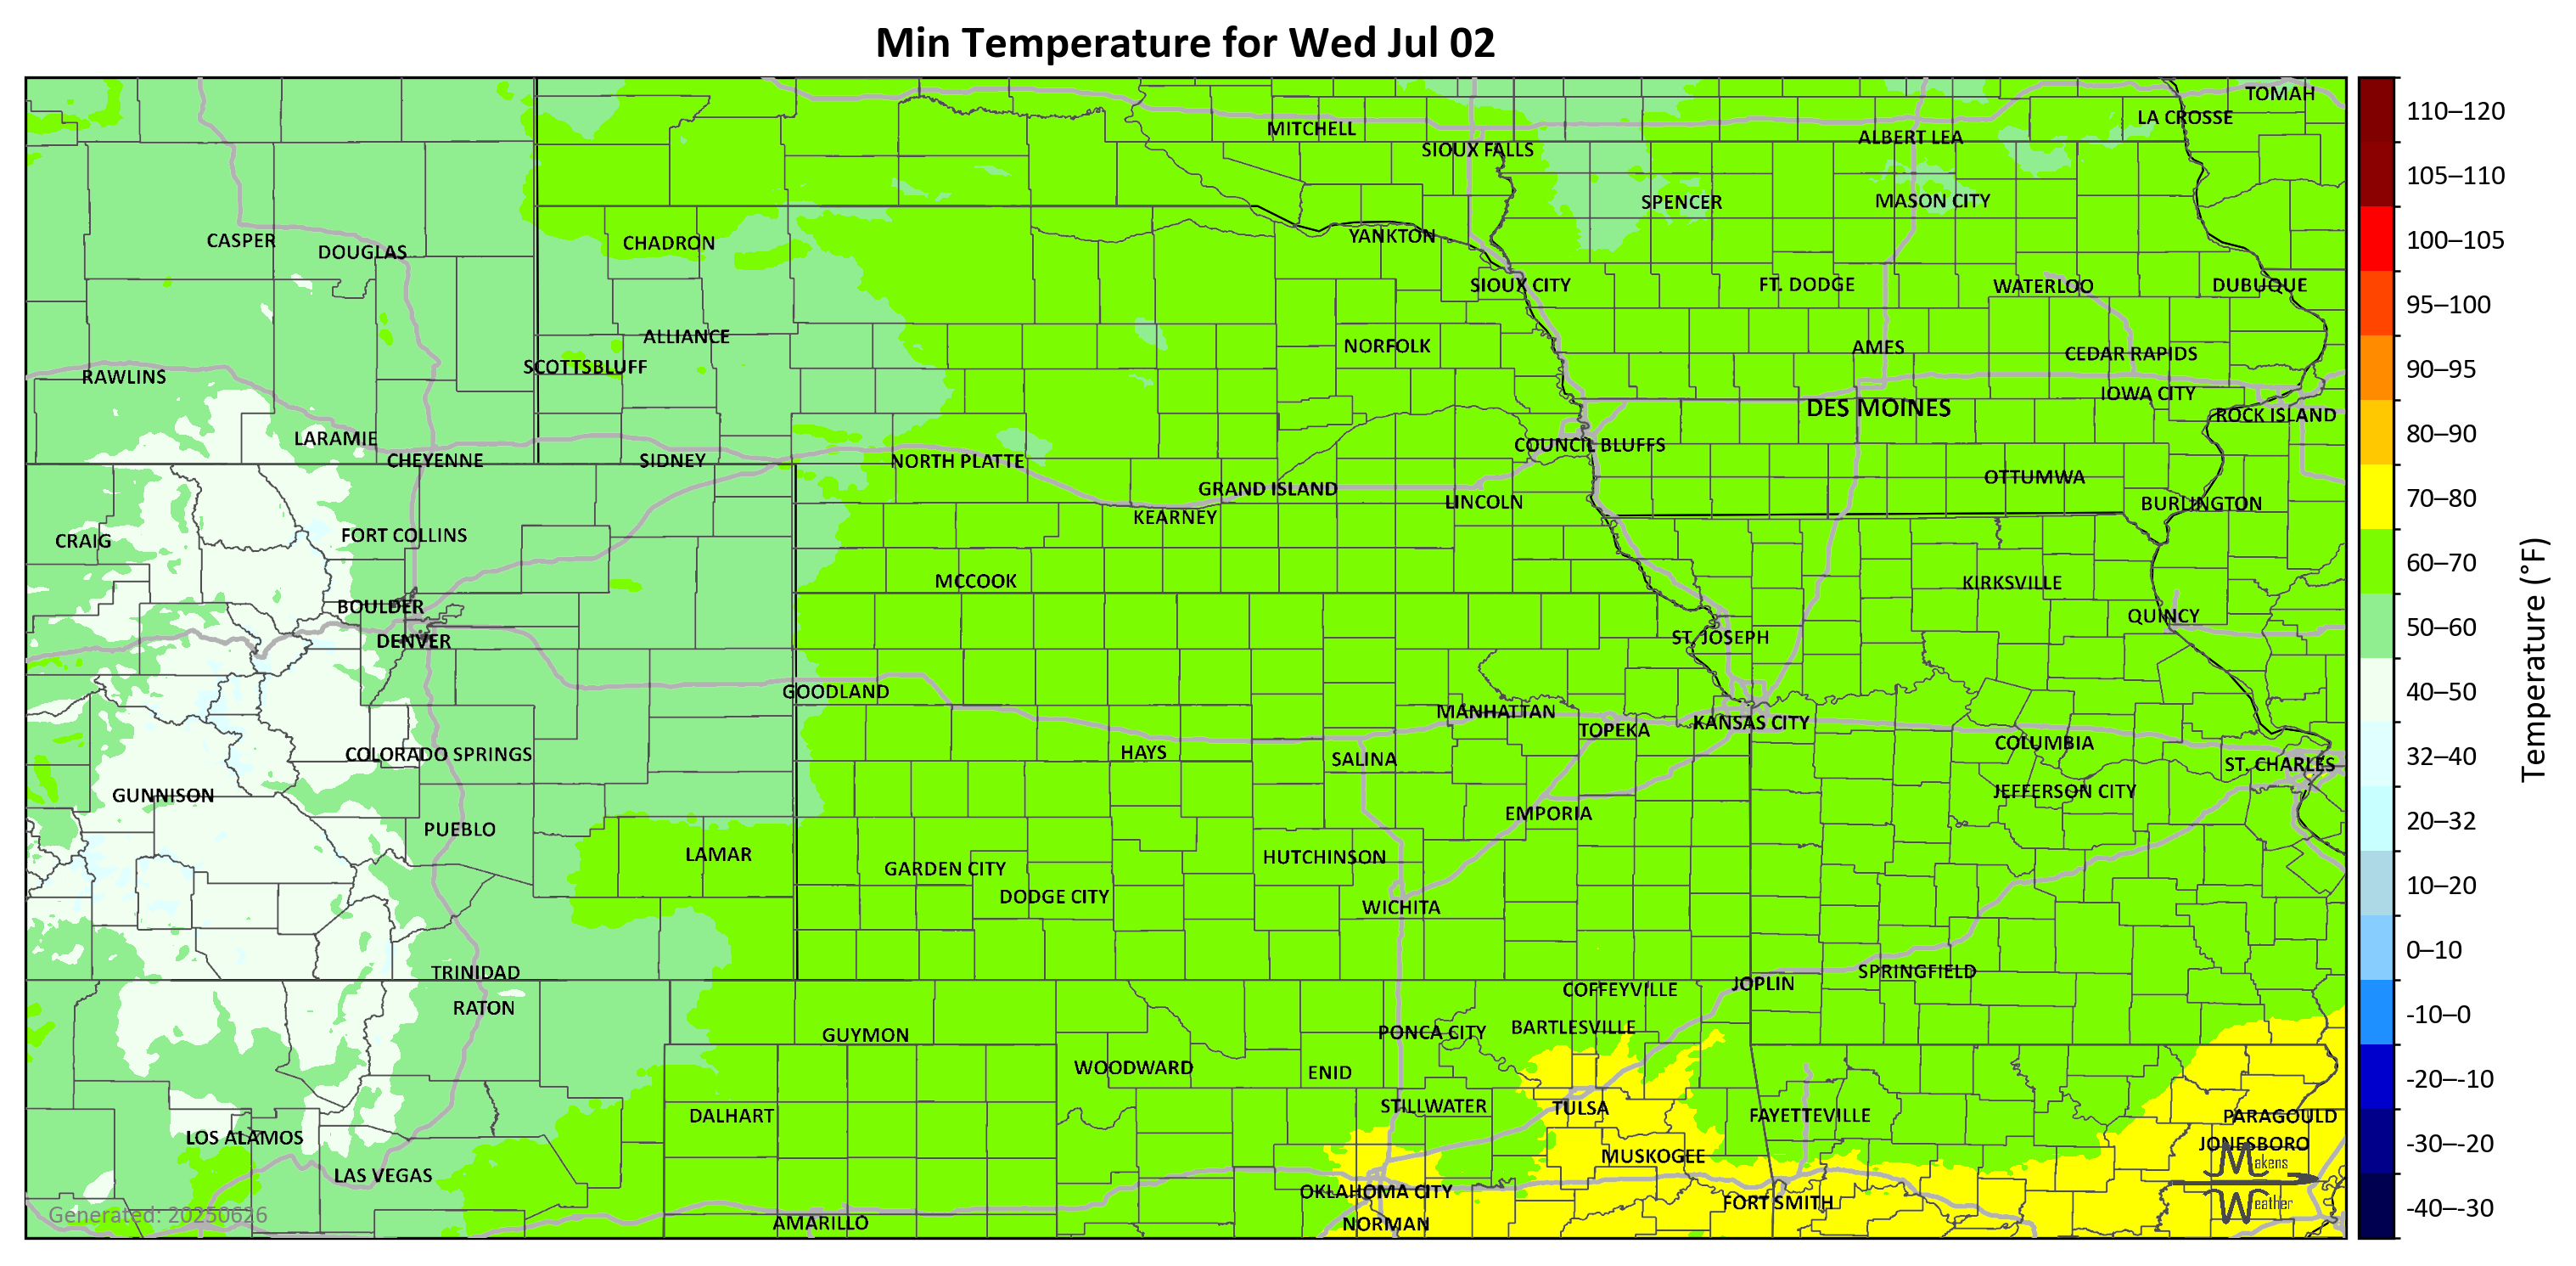 Min Temperature for Wed Jul 02
TOMAH
LA CROSSE
MITCHELL
ALBERT LEA
SIOUX FALLS
SPENCER
MASON CITY
CASPER
DOUGLAS
CHADRON
YANKTON
SIOUX CITY
FT. DODGE
WATERLOO
DUBUQUE
ALLIANCE
NORFOLK
AMES
CEDAR RAPIDS
SCOTTSBLUFF
RAWLINS
IOWA CITY
DES MOINES
ROCK ISLAND
LARAMIE
COUNCIL BLUFFS
CHEYENNE
SIDNEY
NORTH PLATTE
OTTUMWA
GRAND ISLAND
LINCOLN
BURLINGTON
KEARNEY
FORT COLLINS
CRAIG
MCCOOK
KIRKSVILLE
BOULDER
QUINCY
DENVER
ST. JOSEPH
GOODLAND
MANHATTAN
KANSAS CITY
TOPEKA
COLUMBIA
COLORADO SPRINGS
HAYS
SALINA
ST. CHARLES
GUNNISON
JEFFERSON CITY
EMPORIA
PUEBLO
LAMAR
HUTCHINSON
GARDEN CITY
DODGE CITY
WICHITA
TRINIDAD
SPRINGFIELD
JOPLIN
COFFEYVILLE
RATON
GUYMON
PONCA CITY
BARTLESVILLE
WOODWARD
ENID
STILLWATER
TULSA
DALHART
FAYETTEVILLE
PARAGOULD
LOS ALAMOS
JONESBORO
MUSKOGEE
LAS VEGAS
OKLAHOMA CITY
FORT SMITH
AMARILLO
NORMAN
Makens
Weather
Generated: 20250626
110–120
105–110
100–105
95–100
90–95
80–90
70–80
60–70
50–60
40–50
32–40
20–32
10–20
0–10
-10–0
-20–-10
-30–-20
-40–-30
Temperature (°F)